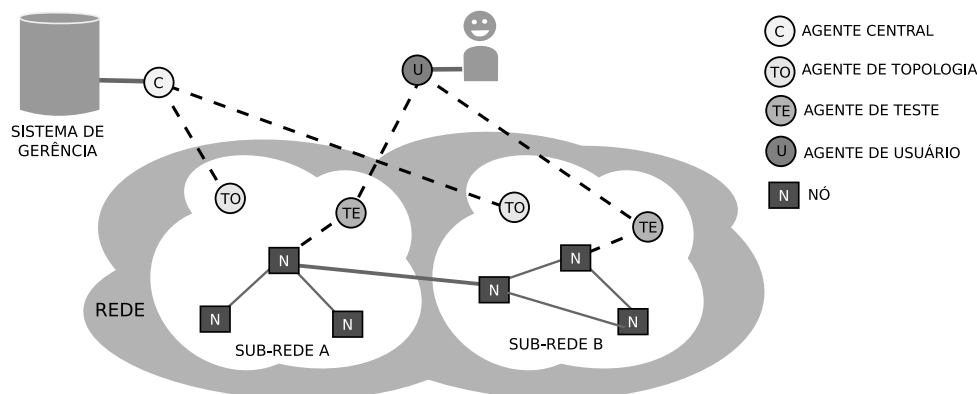 C AGENTE CENTRAL
U
C
TO AGENTE DE TOPOLOGIA
TE AGENTE DE TESTE
SISTEMA DE
GERÊNCIA
U AGENTE DE USUÁRIO
N NÓ
TO
TE
TO
TE
N
N
N
REDE
N
N
N
SUB-REDE A
SUB-REDE B